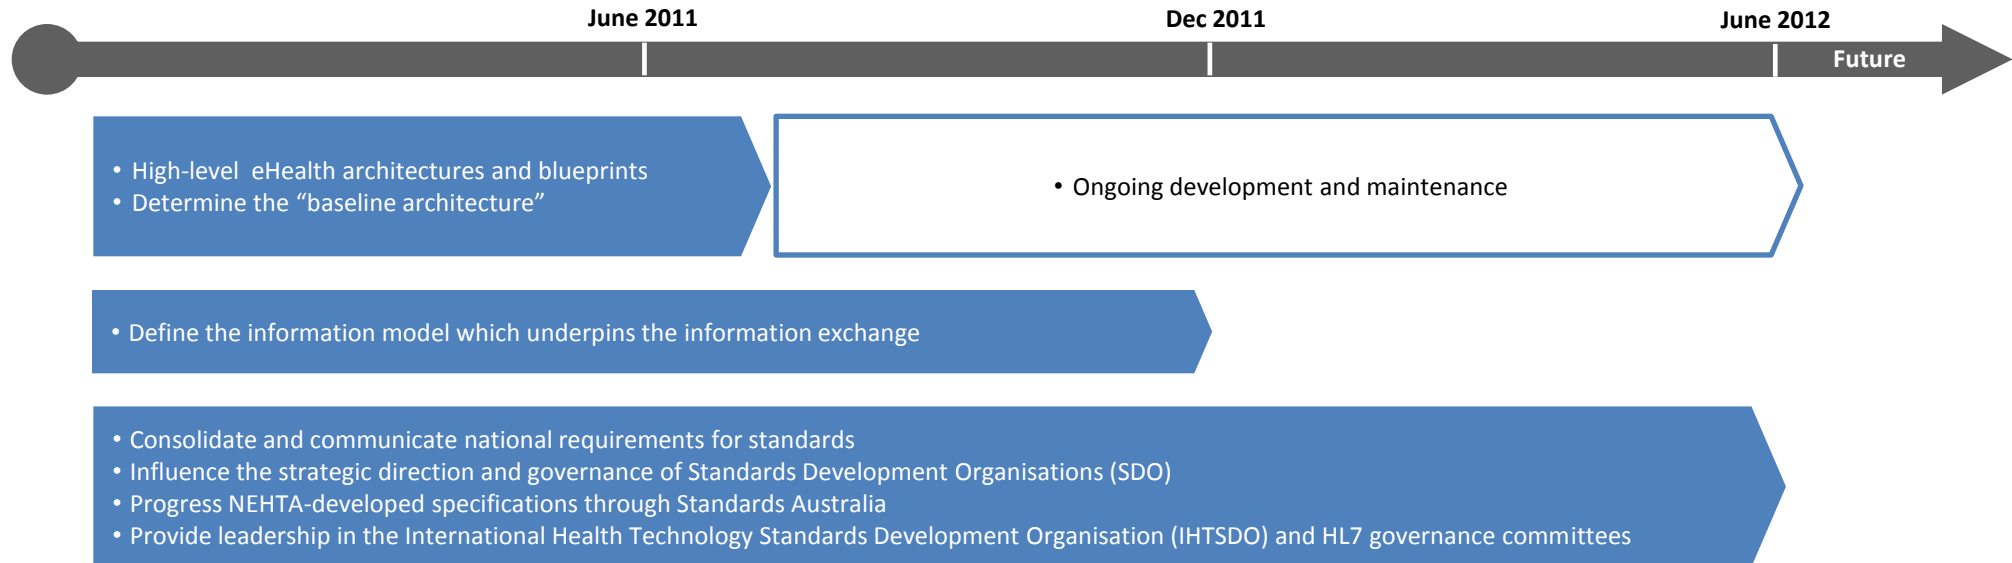 June 2011
Dec 2011
June 2012
Future
• High-level eHealth architectures and blueprints
• Determine the “baseline architecture”
• Ongoing development and maintenance
• Define the information model which underpins the information exchange
• Consolidate and communicate national requirements for standards
• Influence the strategic direction and governance of Standards Development Organisations (SDO)
• Progress NEHTA-developed specifications through Standards Australia
• Provide leadership in the International Health Technology Standards Development Organisation (IHTSDO) and HL7 governance committees